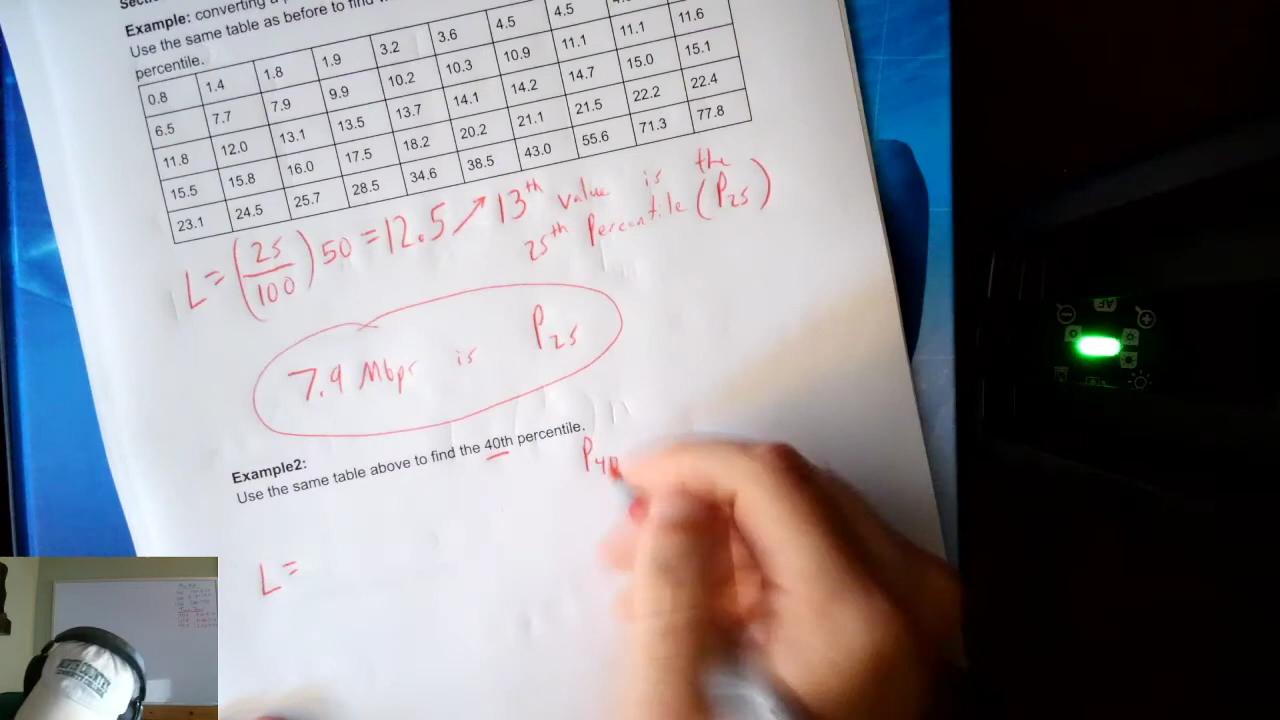 Example: converting a
Use the same table as before to find
percentile.
0.8 1.4 1.8 1.9 3.2 3.6 4.5 4.5
6.5 7.7 7.9 9.9 10.2 10.3 10.9 11.1 11.1 11.6
11.8 12.0 13.1 13.5 13.7 14.1 14.2 14.7 15.0 15.1
15.5 15.8 16.0 17.5 18.2 20.2 21.1 21.5 22.2 22.4
23.1 24.5 25.7 28.5 34.6 38.5 43.0 55.6 71.3 77.8
L = (25/100) 50 = 12.5 ↗ 13th value is the
25th Percentile (P25)
7.9 Mbps is P25
Example2:
Use the same table above to find the 40th percentile.
P40
L =
AF